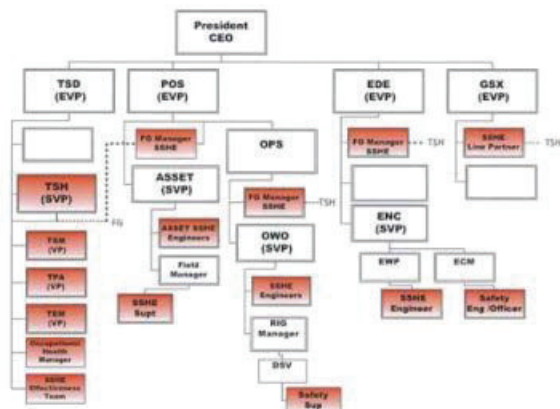 President
CEO
TSD
(EVP)
POS
(EVP)
EDE
(EVP)
GSX
(EVP)
FG Manager
SSHE
OPS
FG Manager
SSHE
TSH
SSHE
Line Partner
TSH
TSH
(SVP)
FG
ASSET
(SVP)
FG Manager
SSHE
TSH
ENC
(SVP)
(VP)
ASSET SSHE
Engineers
OWO
(SVP)
TPA
(VP)
Field
Manager
SSHE
Engineers
EWP
ECM
TEM
(VP)
SSHE
Supt
RIG
Manager
SSHE
Engineer
Safety
Eng /Officer
Occupational
Health
Manager
DSV
SSHE
Effectiveness
Team
Safety
Sup